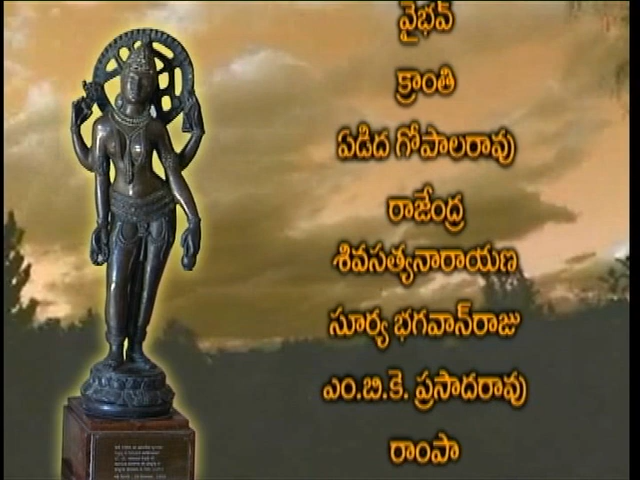 వైభవ్
క్రాంతి
ఏడిద గోపాలరావు
రాజేంద్ర
శివసత్యనారాయణ
సూర్య భగవాన్‌రాజు
ఎం.బి.కె. ప్రసాదరావు
రాంపా